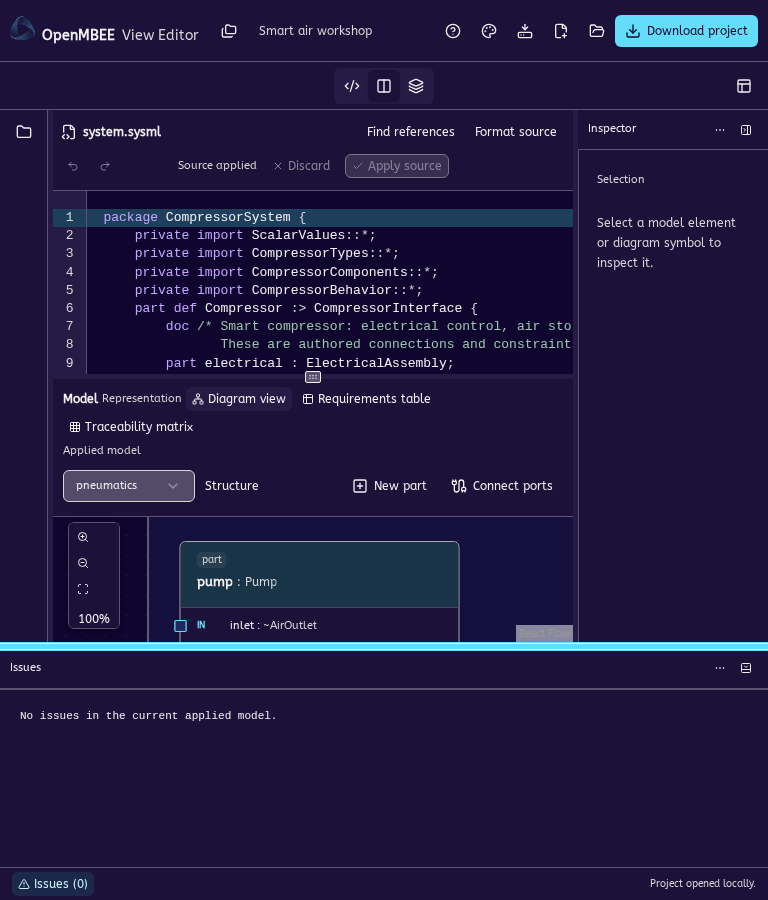 OpenMBEE View Editor
Smart air workshop
Download project
system.sysml
Find references
Format source
Source applied
Discard
Apply source
1 package CompressorSystem {
2 private import ScalarValues::*;
3 private import CompressorTypes::*;
4 private import CompressorComponents::*;
5 private import CompressorBehavior::*;
6 part def Compressor :> CompressorInterface {
7 doc /* Smart compressor: electrical control, air sto
8 These are authored connections and constraint
9 part electrical : ElectricalAssembly;
Inspector
Selection
Select a model element
or diagram symbol to
inspect it.
Model Representation Diagram view Requirements table
Traceability matrix
Applied model
pneumatics
Structure
New part
Connect ports
100%
part
pump : Pump
IN inlet : ~AirOutlet
React Flow
Issues
No issues in the current applied model.
Issues (0)
Project opened locally.